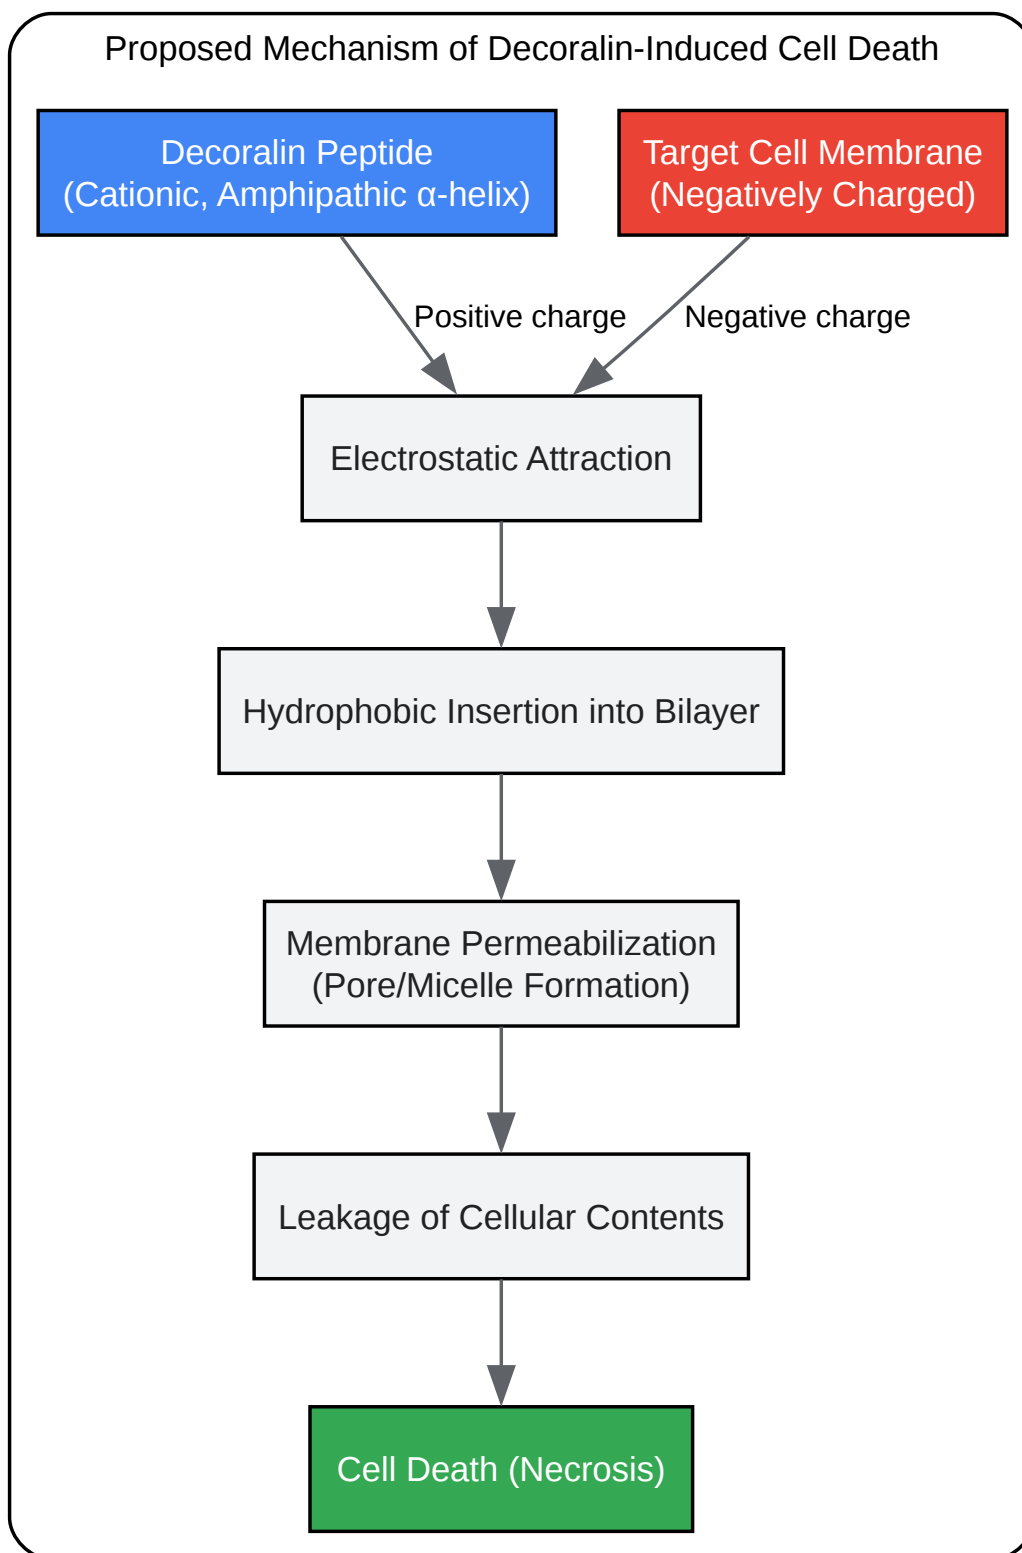 Proposed Mechanism of Decoralin-Induced Cell Death
Decoralin Peptide
(Cationic, Amphipathic α-helix)
Target Cell Membrane
(Negatively Charged)
Positive charge
Negative charge
Electrostatic Attraction
Hydrophobic Insertion into Bilayer
Membrane Permeabilization
(Pore/Micelle Formation)
Leakage of Cellular Contents
Cell Death (Necrosis)